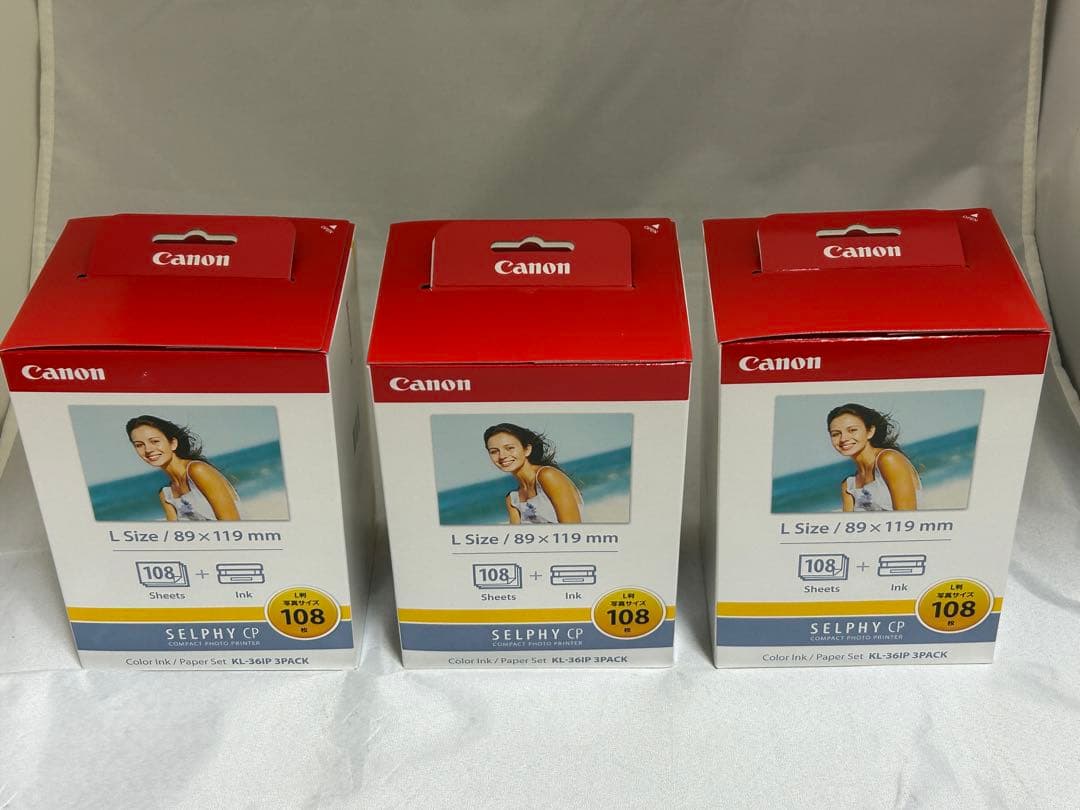 Canon
Canon
L Size / 89×119 mm
108
+
Sheets
Ink
L判
写真サイズ
108
枚
SELPHY CP
COMPACT PHOTO PRINTER
Color Ink / Paper Set KL-36IP 3PACK
OPEN
Canon
Canon
L Size / 89×119 mm
108
+
Sheets
Ink
L判
写真サイズ
108
枚
SELPHY CP
COMPACT PHOTO PRINTER
Color Ink / Paper Set KL-36IP 3PACK
OPEN
Canon
Canon
L Size / 89×119 mm
108
+
Sheets
Ink
L判
写真サイズ
108
枚
SELPHY CP
COMPACT PHOTO PRINTER
Color Ink / Paper Set KL-36IP 3PACK
OPEN